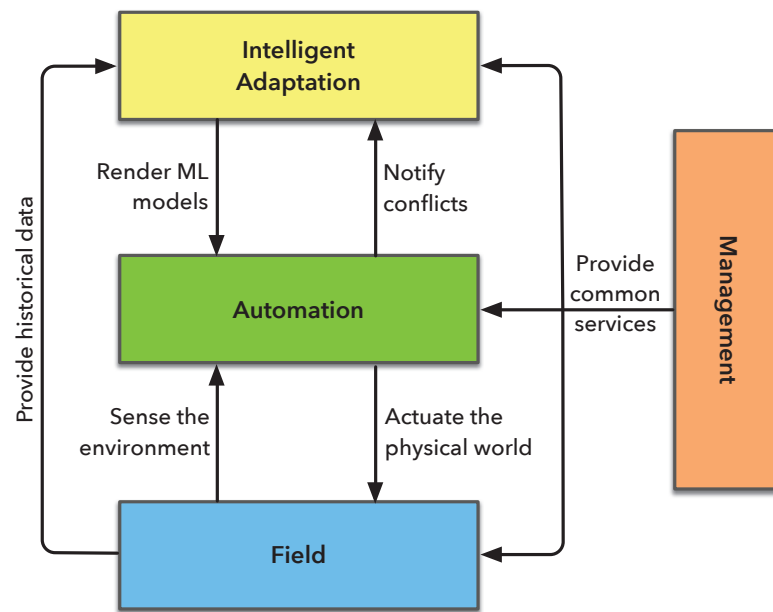 Intelligent
Adaptation
Render ML
models
Notify
conflicts
Provide historical data
Automation
Provide
common
services
Management
Sense the
environment
Actuate the
physical world
Field